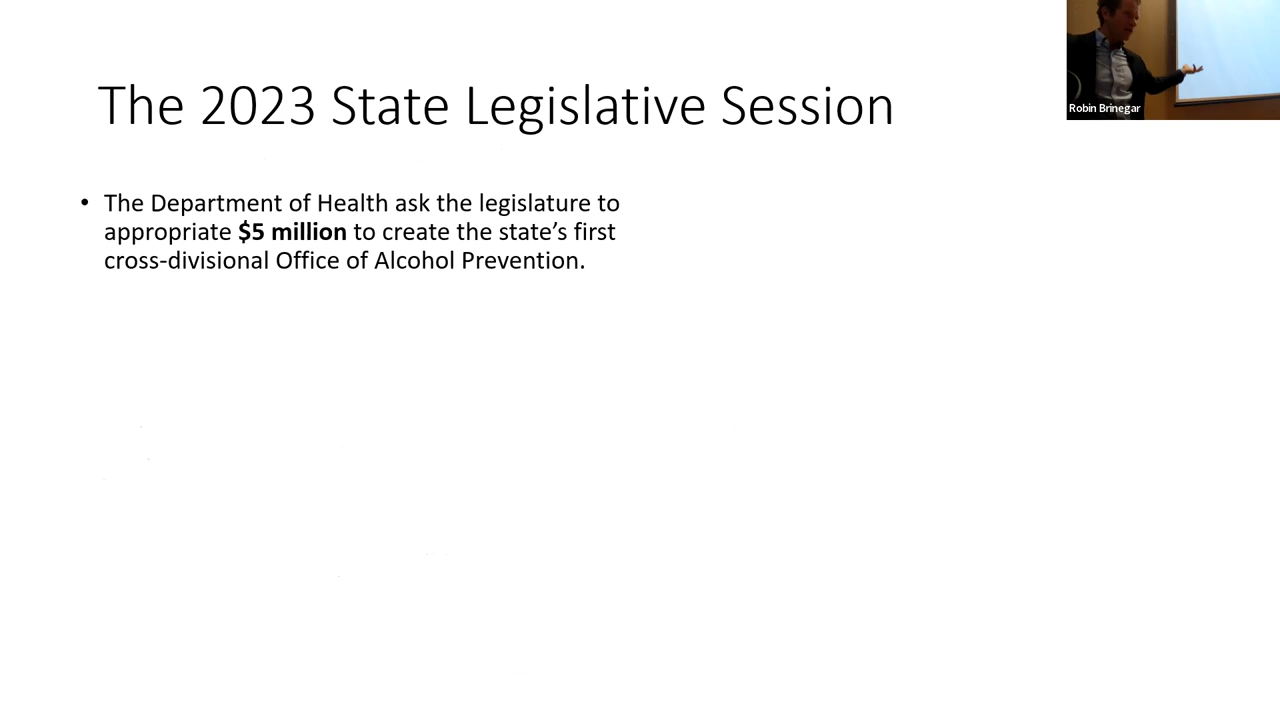 The 2023 State Legislative Session
Robin Brinegar
• The Department of Health ask the legislature to
appropriate $5 million to create the state’s first
cross-divisional Office of Alcohol Prevention.